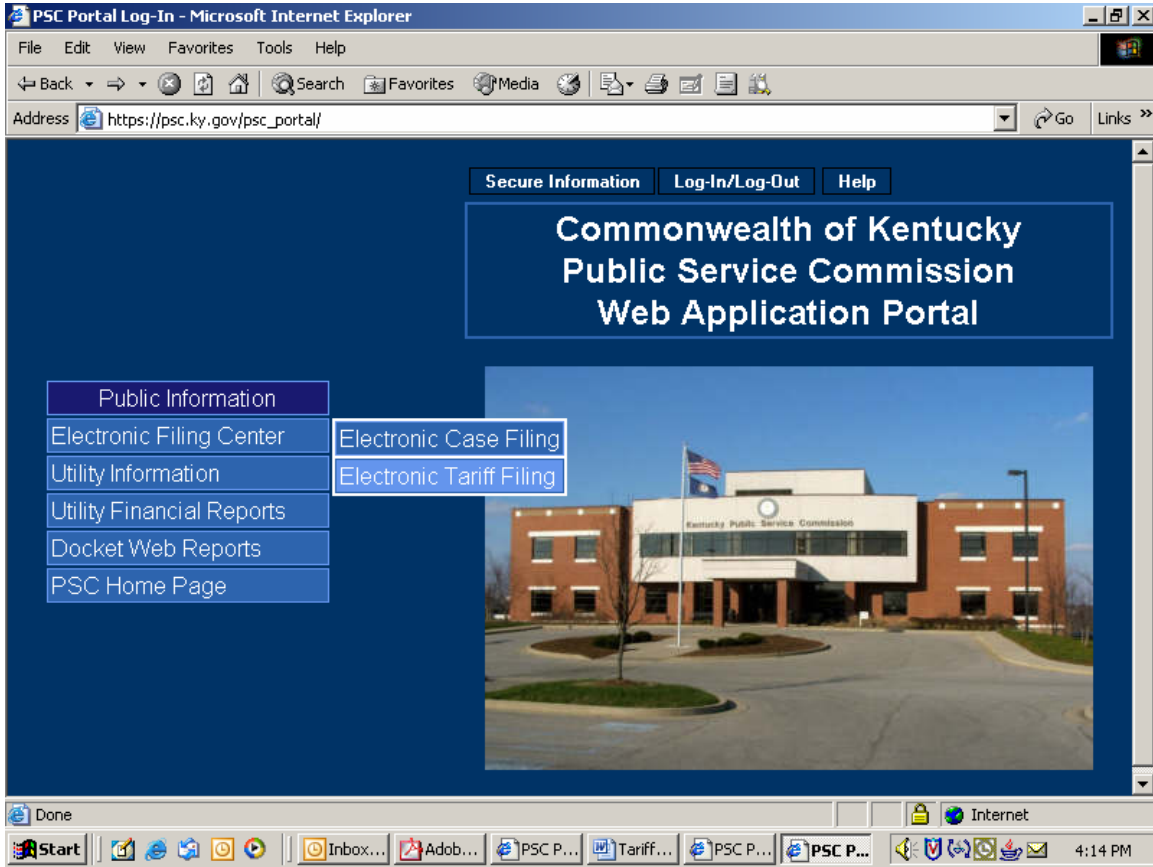 PSC Portal Log-In - Microsoft Internet Explorer
File Edit View Favorites Tools Help
Back Search Favorites Media
Address https://psc.ky.gov/psc_portal/ Go Links »
Secure Information Log-In/Log-Out Help
Commonwealth of Kentucky
Public Service Commission
Web Application Portal
Public Information
Electronic Filing Center
Electronic Case Filing
Utility Information
Electronic Tariff Filing
Utility Financial Reports
Docket Web Reports
PSC Home Page
Kentucky Public Service Commission
Done Internet
Start Inbox... Adob... PSC P... Tariff... PSC P... PSC P... 4:14 PM